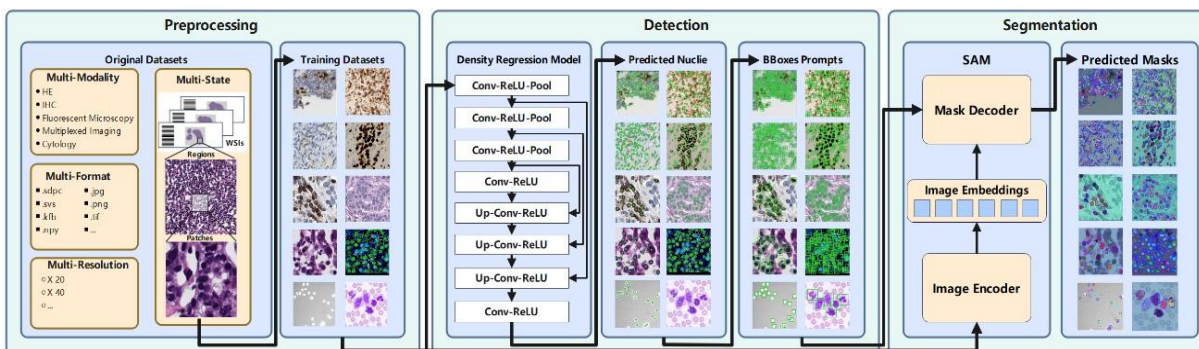 Preprocessing
Original Datasets
Multi-Modality
HE
IHC
Fluorescent Microscopy
Multiplexed Imaging
Cytology
Multi-Format
.sdpc
.svs
.kfb
.npy
.jpg
.png
.tif
...
Multi-Resolution
X 20
X 40
...
Multi-State
WSIs
Regions
Patches
Training Datasets
Detection
Density Regression Model
Conv-ReLU-Pool
Conv-ReLU-Pool
Conv-ReLU-Pool
Conv-ReLU
Up-Conv-ReLU
Up-Conv-ReLU
Up-Conv-ReLU
Conv-ReLU
Predicted Nuclie
BBoxes Prompts
Segmentation
SAM
Mask Decoder
Image Embeddings
Image Encoder
Predicted Masks